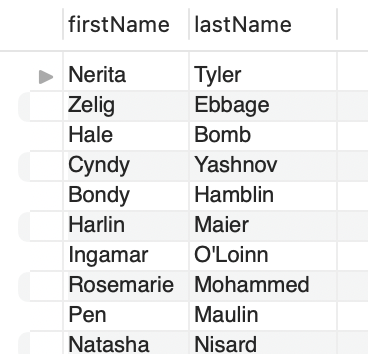 firstName lastName
Nerita Tyler
Zelig Ebbage
Hale Bomb
Cyndy Yashnov
Bondy Hamblin
Harlin Maier
Ingamar O'Loinn
Rosemarie Mohammed
Pen Maulin
Natasha Nisard